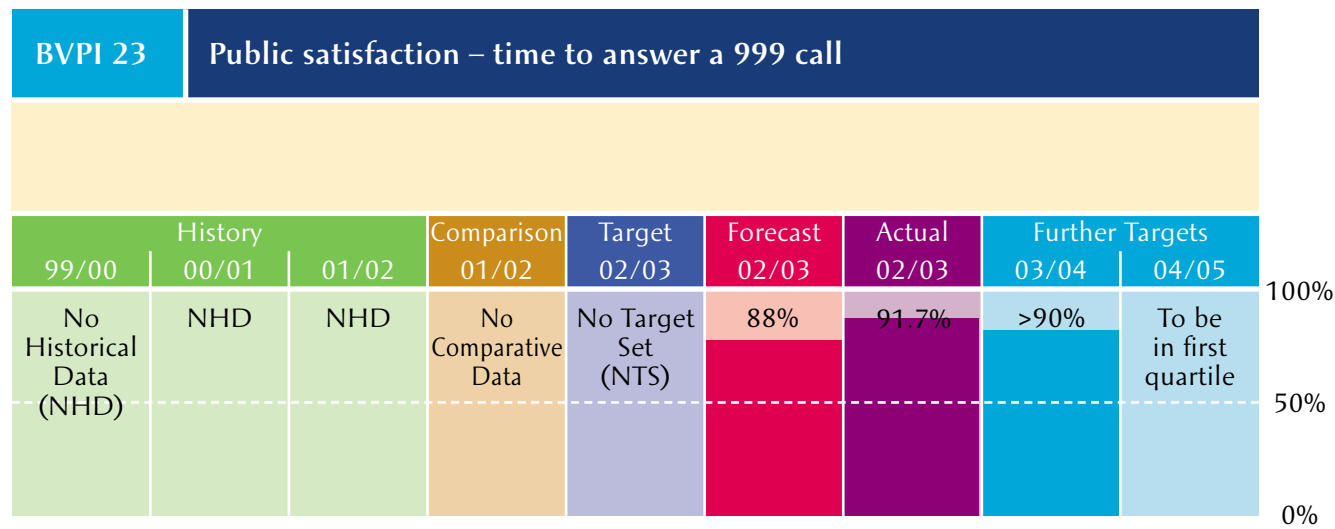 BVPI 23 Public satisfaction – time to answer a 999 call
History Comparison Target Forecast Actual Further Targets
99/00 00/01 01/02 01/02 02/03 02/03 02/03 03/04 04/05
100%
No Historical Data (NHD)
NHD
NHD
No Comparative Data
No Target Set (NTS)
88%
91.7%
>90%
To be in first quartile
50%
0%